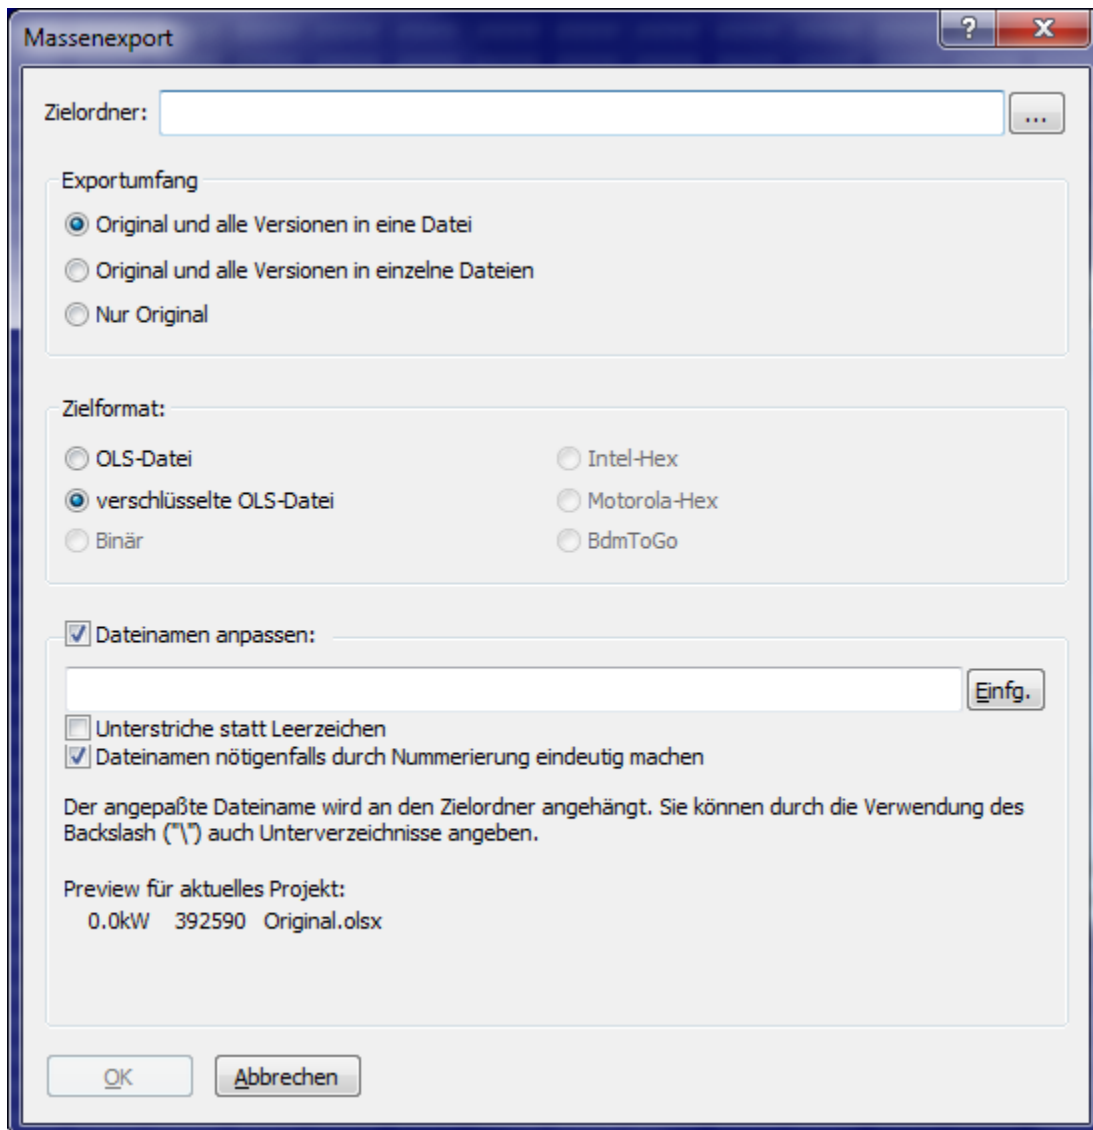 Massenexport
?
x
Zielordner:
...
Exportumfang
Original und alle Versionen in eine Datei
Original und alle Versionen in einzelne Dateien
Nur Original
Zielformat:
OLS-Datei
Intel-Hex
verschlüsselte OLS-Datei
Motorola-Hex
Binär
BdmToGo
Dateinamen anpassen:
Einfg.
Unterstriche statt Leerzeichen
Dateinamen nötigenfalls durch Nummerierung eindeutig machen
Der angepaßte Dateiname wird an den Zielordner angehängt. Sie können durch die Verwendung des
Backslash ("\") auch Unterverzeichnisse angeben.
Preview für aktuelles Projekt:
0.0kW 392590 Original.olsx
OK
Abbrechen